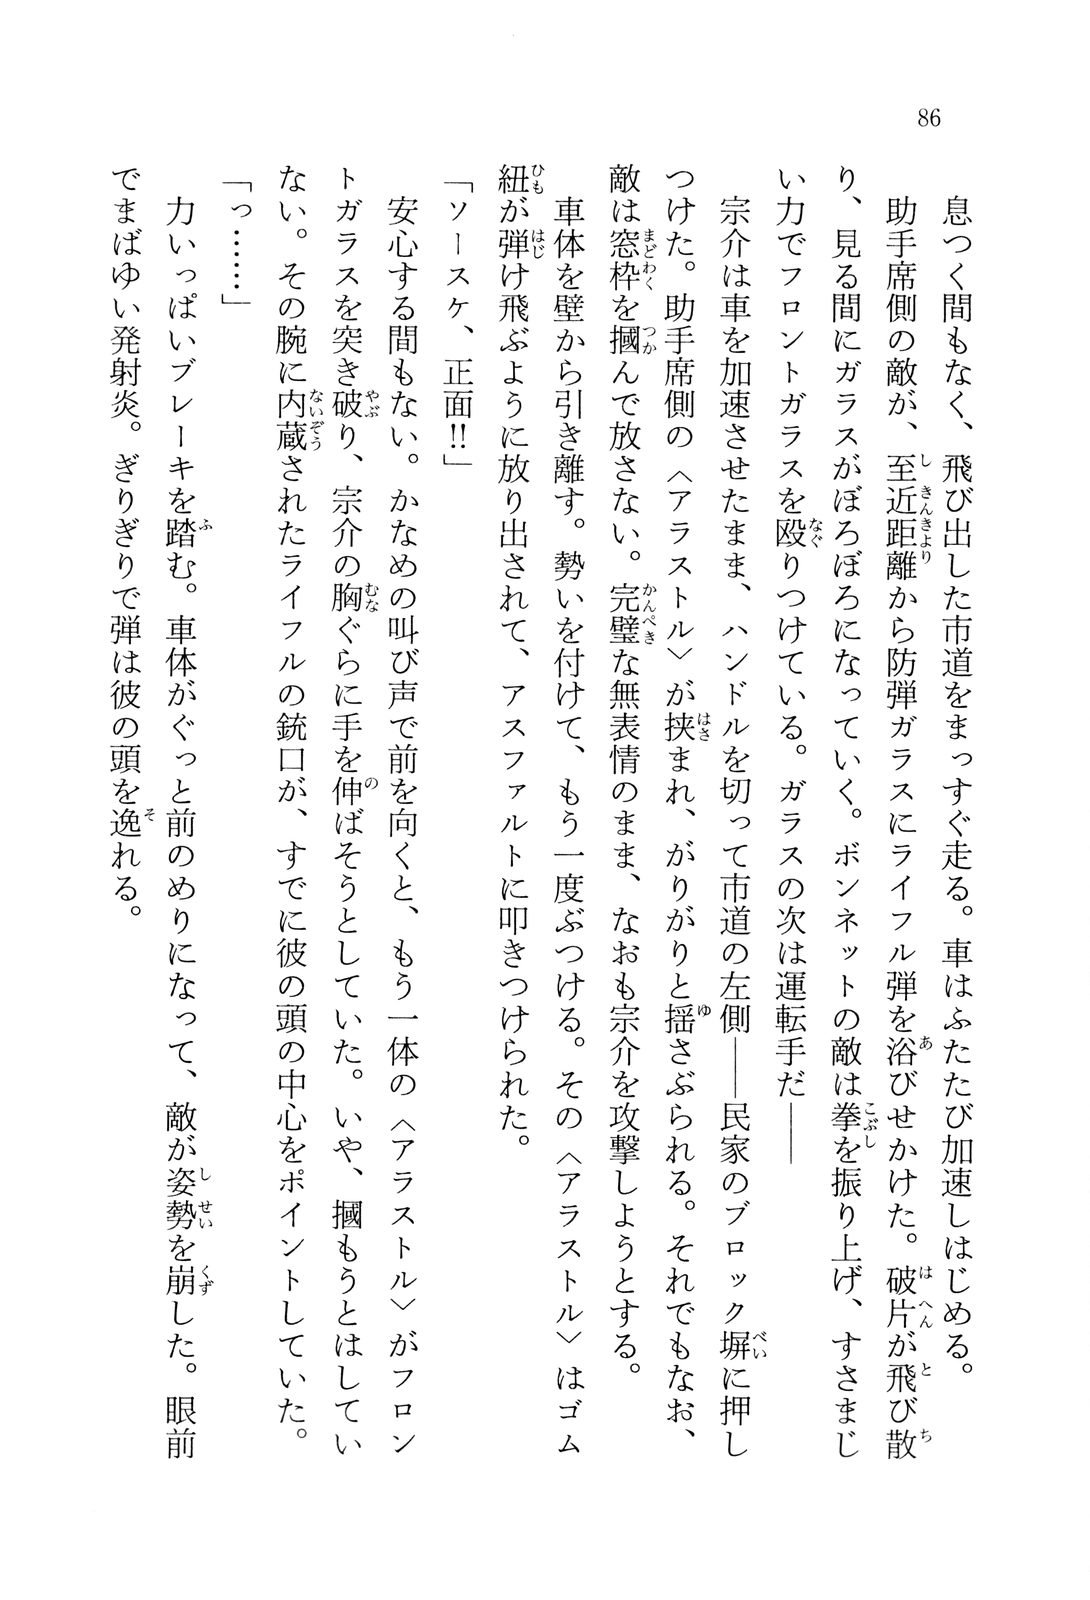 86
　息つく間もなく、飛び出した市道をまっすぐ走る。車はふたたび加速しはじめる。
　助手席側の敵が、至近距離から防弾ガラスにライフル弾を浴びせかけた。破片が飛び散
り、見る間にガラスがぼろぼろになっていく。ボンネットの敵は拳を振り上げ、すさまじ
い力でフロントガラスを殴りつけている。ガラスの次は運転手だ――
　宗介は車を加速させたまま、ハンドルを切って市道の左側――民家のブロック塀に押し
つけた。助手席側の〈アラストル〉が挟まれ、がりがりと揺さぶられる。それでもなお、
敵は窓枠を摑んで放さない。完璧な無表情のまま、なおも宗介を攻撃しようとする。
　車体を壁から引き離す。勢いを付けて、もう一度ぶつける。その〈アラストル〉はゴム
紐が弾け飛ぶように放り出されて、アスファルトに叩きつけられた。
「ソースケ、正面!!」
　安心する間もない。かなめの叫び声で前を向くと、もう一体の〈アラストル〉がフロン
トガラスを突き破り、宗介の胸ぐらに手を伸ばそうとしていた。いや、摑もうとはしてい
ない。その腕に内蔵されたライフルの銃口が、すでに彼の頭の中心をポイントしていた。
「っ……」
　力いっぱいブレーキを踏む。車体がぐっと前のめりになって、敵が姿勢を崩した。眼前
でまばゆい発射炎。ぎりぎりで弾は彼の頭を逸れる。